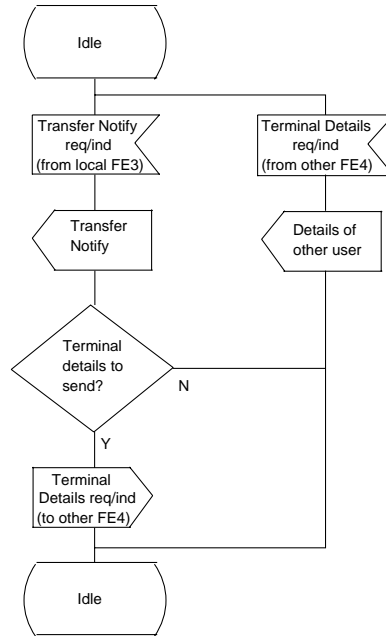 Idle
Transfer Notify
req/ind
(from local FE3)
Terminal Details
req/ind
(from other FE4)
Transfer
Notify
Details of
other user
Terminal
details to
send?
N
Y
Terminal
Details req/ind
(to other FE4)
Idle